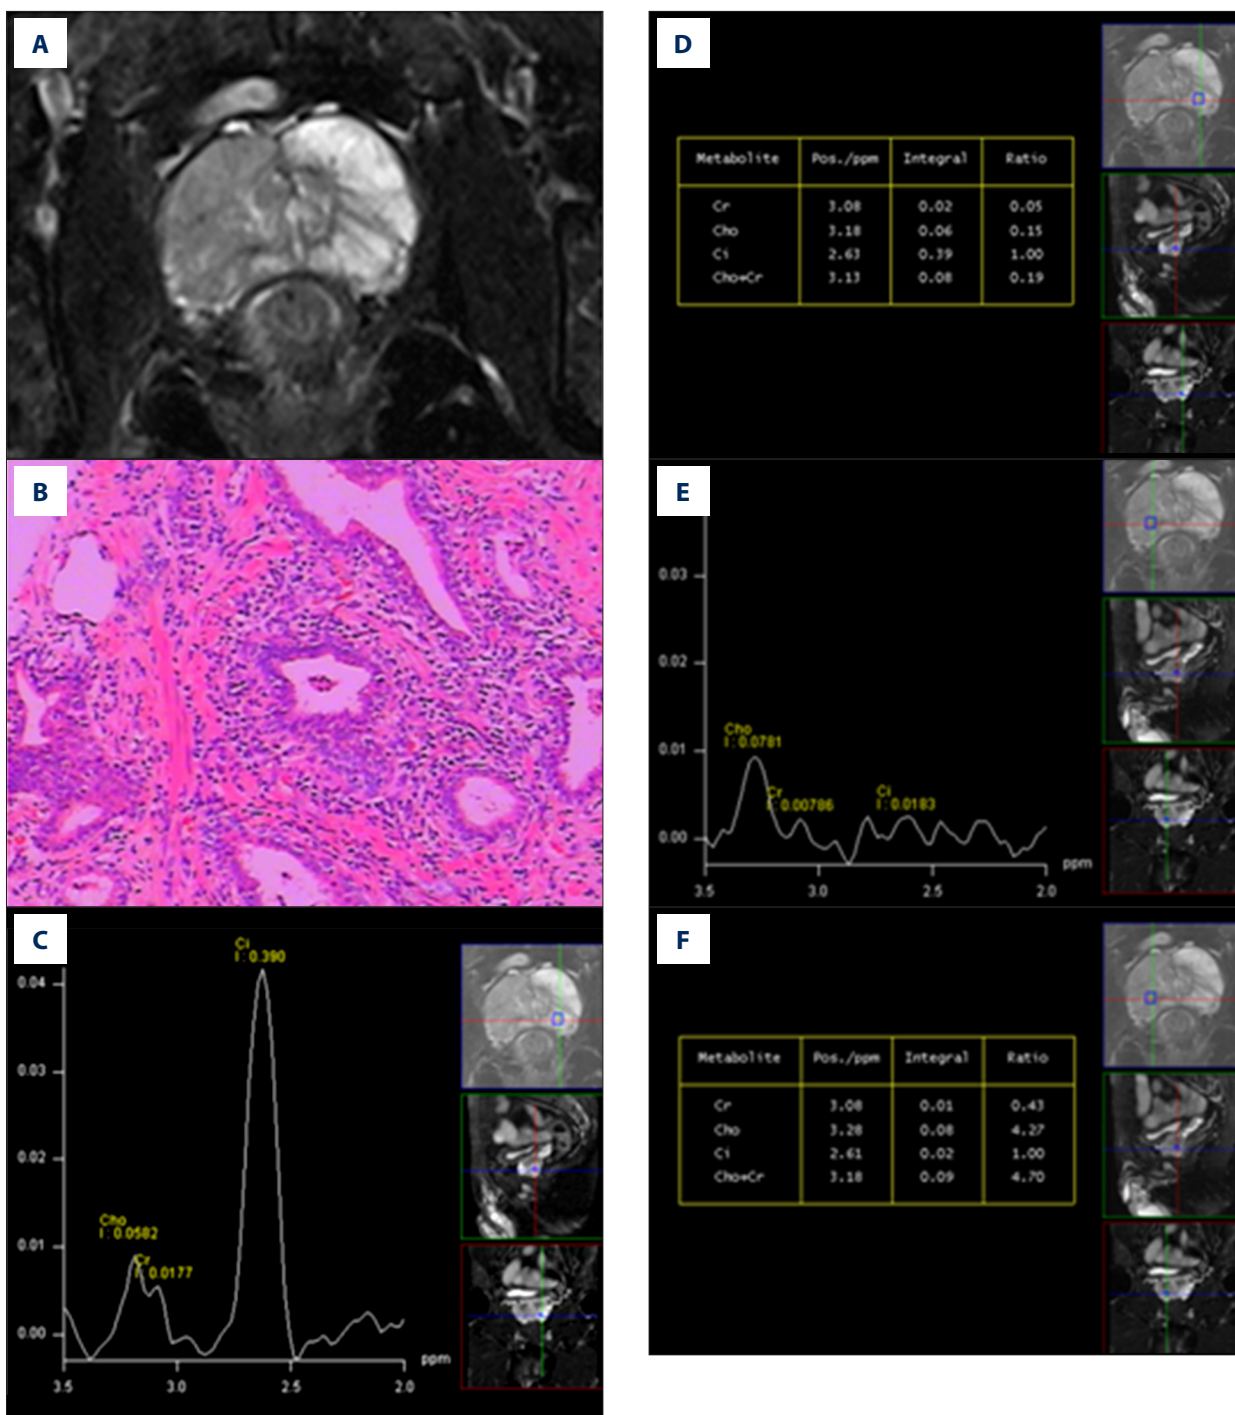 A
B
C
Ci
I : 0.390
0.04
0.03
0.02
Cho
I : 0.0582
0.01
Cr
I : 0.0177
0.00
ppm
3.5 3.0 2.5 2.0
D
Metabolite Pos./ppm Integral Ratio
Cr 3.08 0.02 0.05
Cho 3.18 0.06 0.15
Ci 2.63 0.39 1.00
Cho+Cr 3.13 0.08 0.19
E
0.03
0.02
Cho
I : 0.0781
0.01
Cr
I : 0.00786
Ci
I : 0.0183
0.00
ppm
3.5 3.0 2.5 2.0
F
Metabolite Pos./ppm Integral Ratio
Cr 3.08 0.01 0.43
Cho 3.28 0.08 4.27
Ci 2.61 0.02 1.00
Cho+Cr 3.18 0.09 4.70